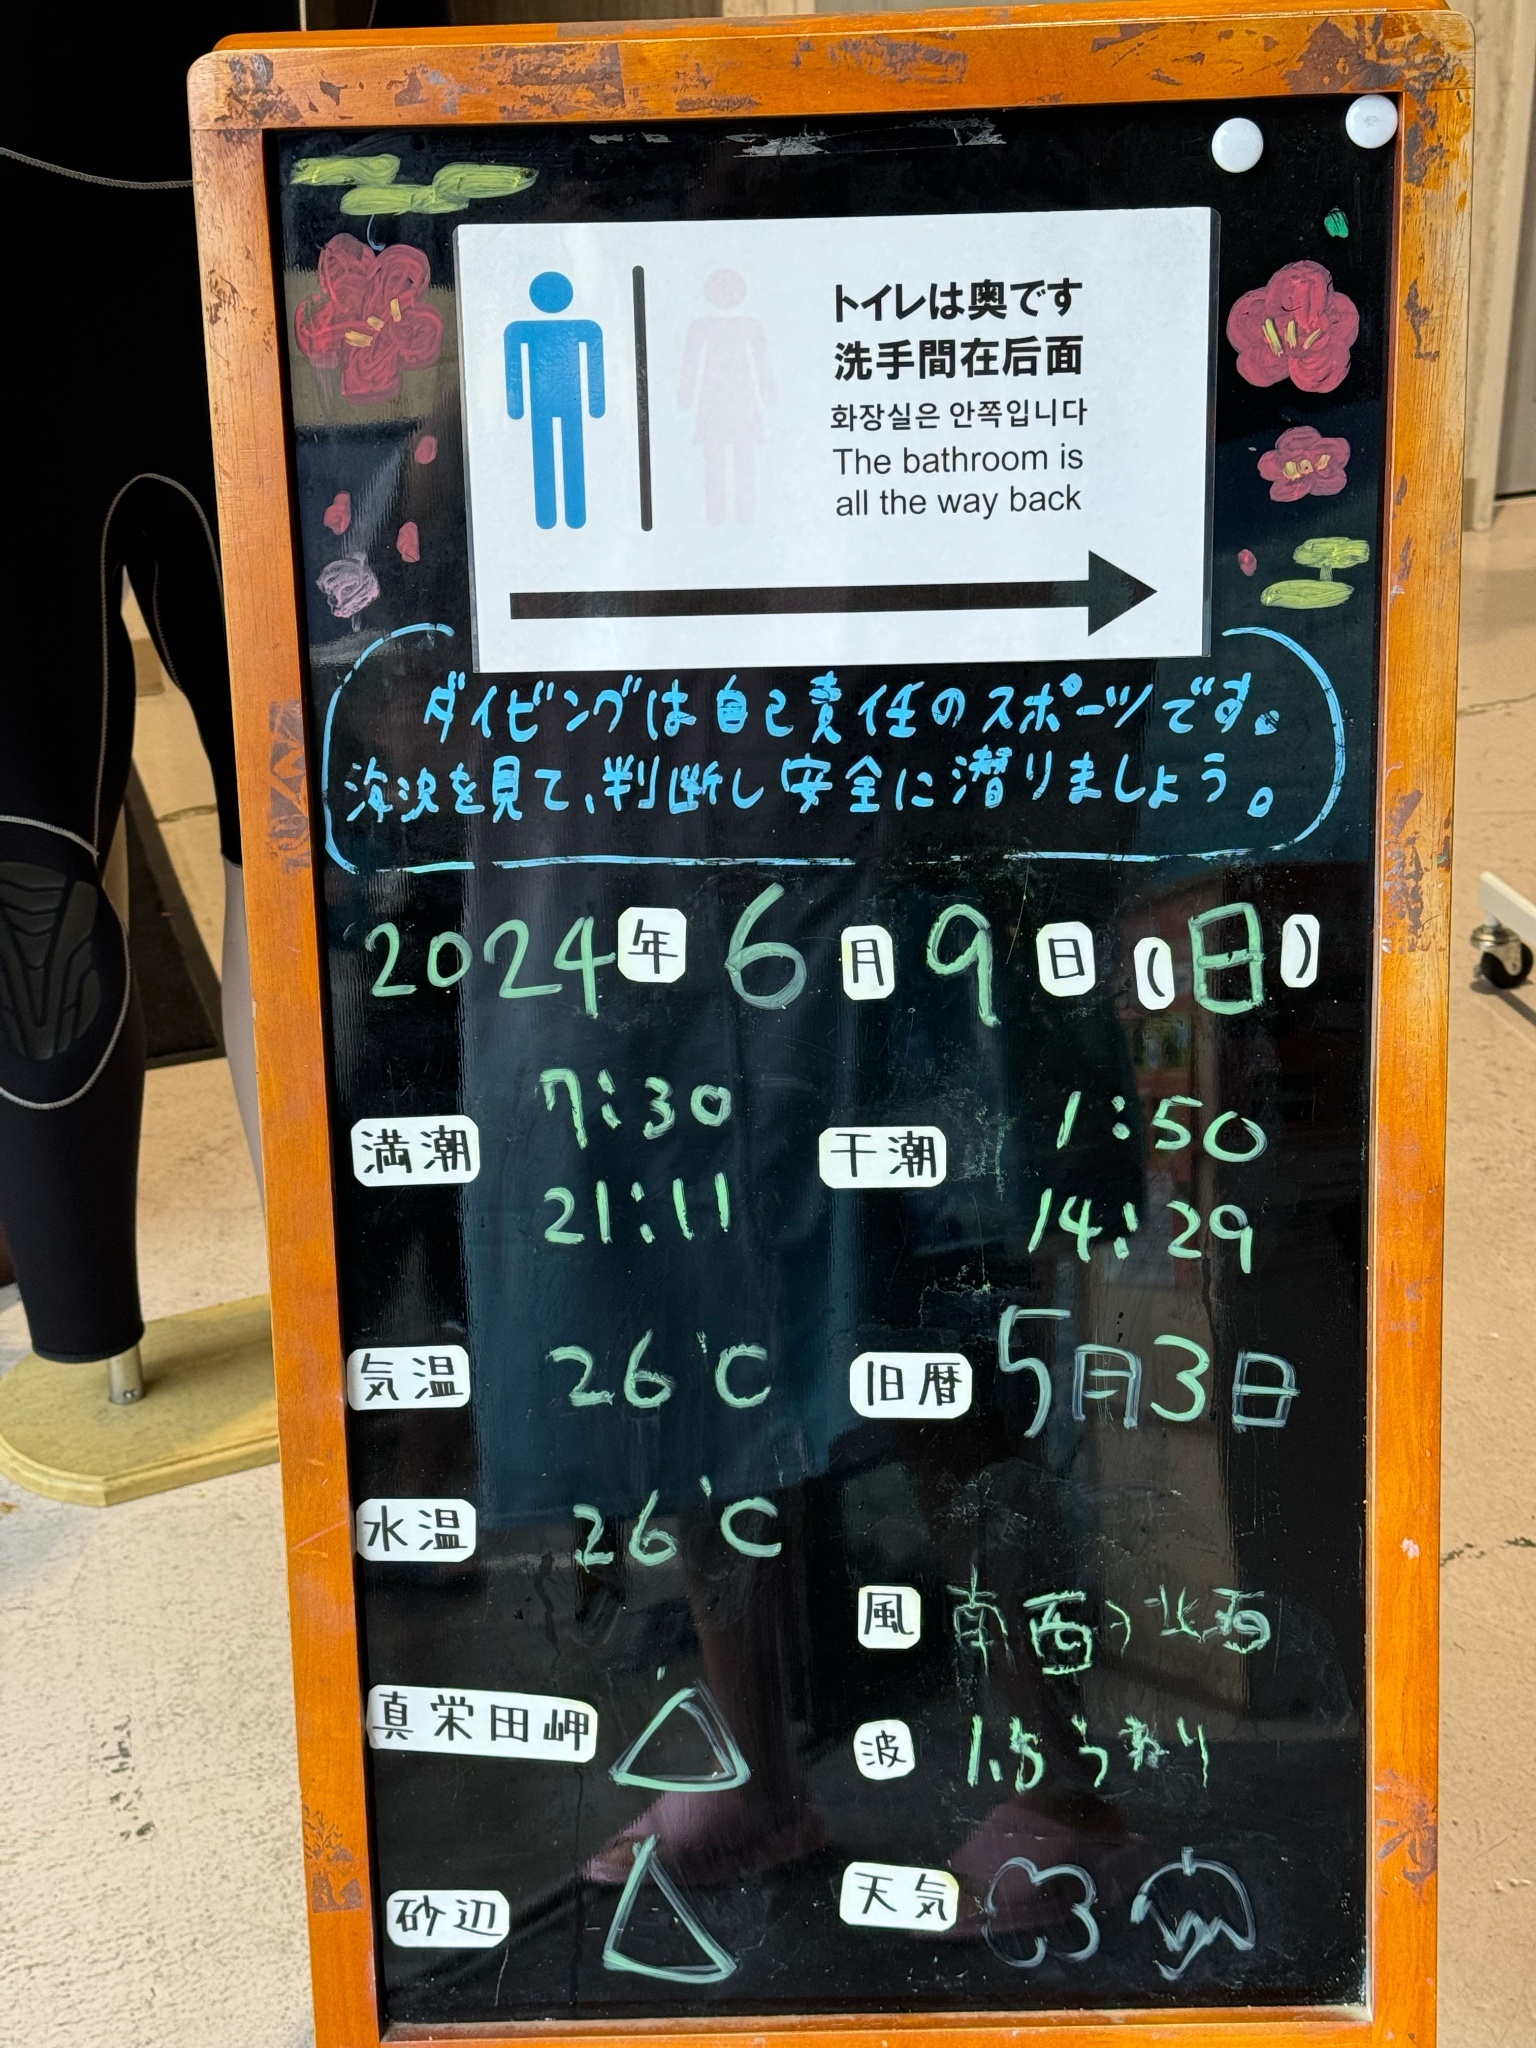 トイレは奥です
洗手間在后面
화장실은 안쪽입니다
The bathroom is
all the way back
ダイビングは自己責任のスポーツです。
海況を見て、判断し安全に潜りましょう。
2024年6月9日(日)
満潮 7:30
21:11
干潮 1:50
14:29
気温 26℃
旧暦 5月3日
水温 26℃
風 南西→北西
真栄田岬 △
波 1.5うねり
砂辺 △
天気